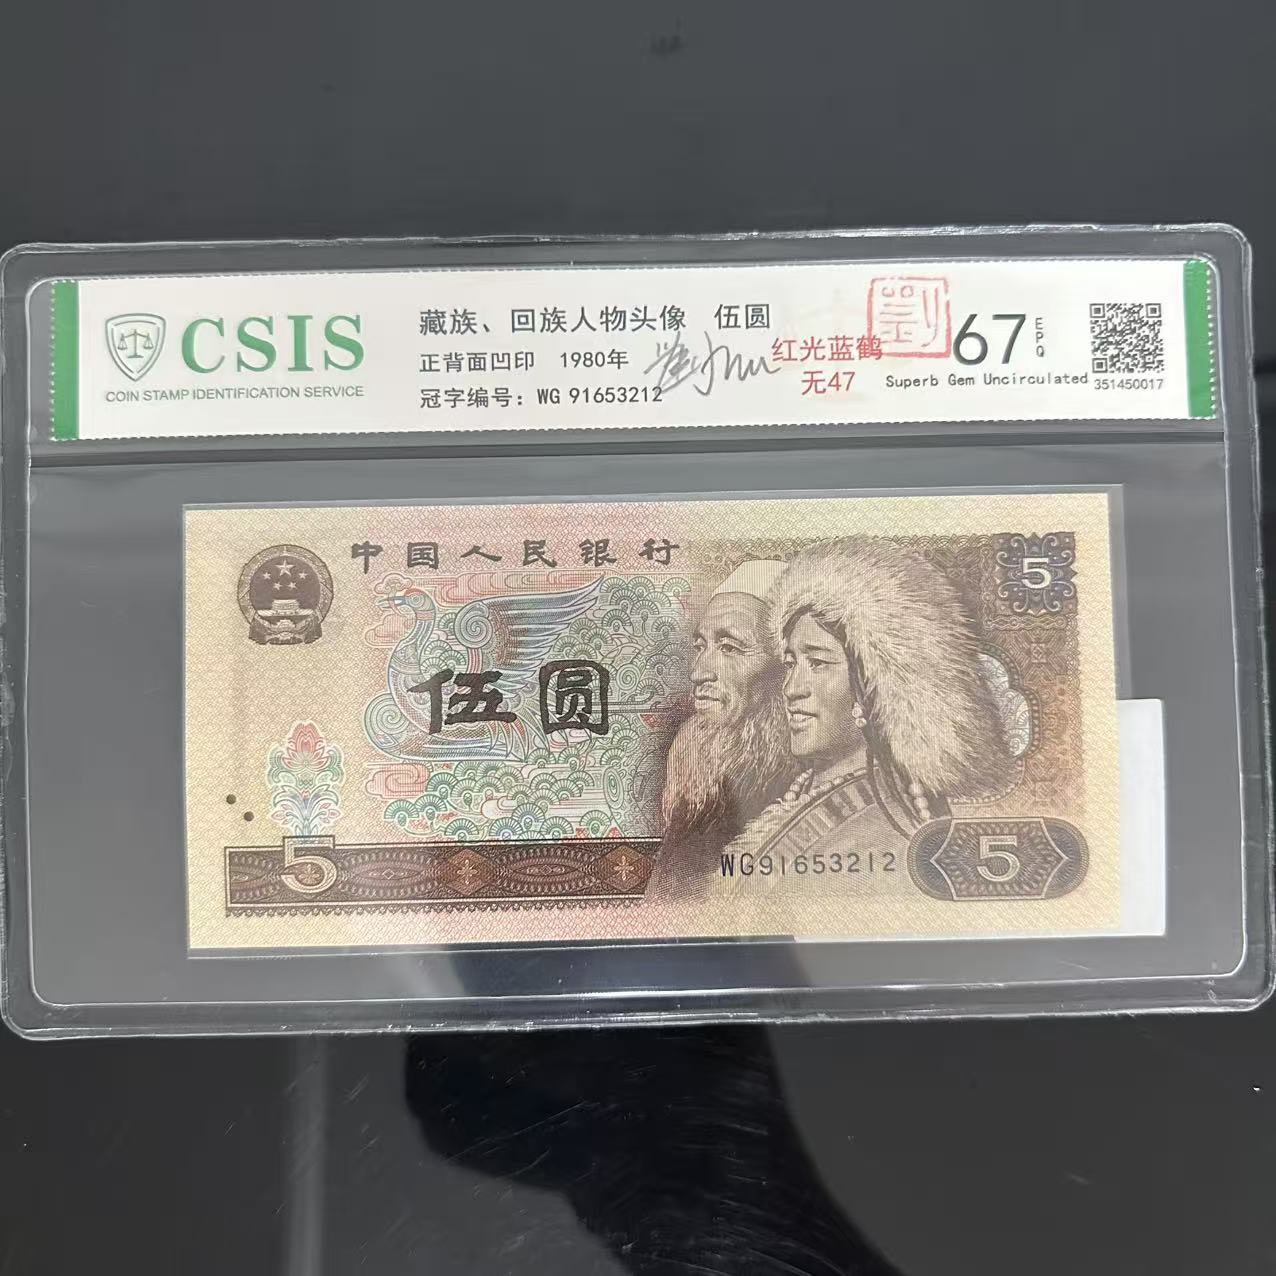 CSIS
COIN STAMP IDENTIFICATION SERVICE
藏族、回族人物头像 伍圆
正背面凹印 1980年
冠字编号：WG 91653212
红光蓝鹤
无47
劉
67
EPQ
Superb Gem Uncirculated
351450017
中国人民银行
5
伍圆
5
WG91653212
5